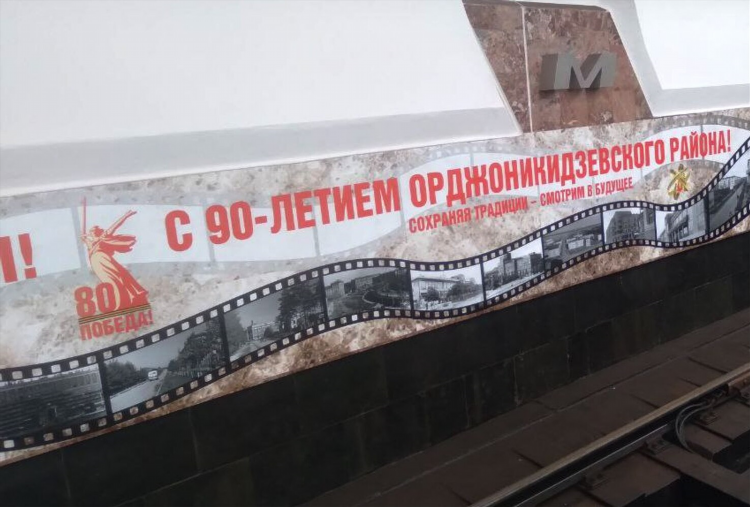 М
С 90-ЛЕТИЕМ ОРДЖОНИКИДЗЕВСКОГО РАЙОНА!
СОХРАНЯЯ ТРАДИЦИИ – СМОТРИМ В БУДУЩЕЕ
80
ПОБЕДА!